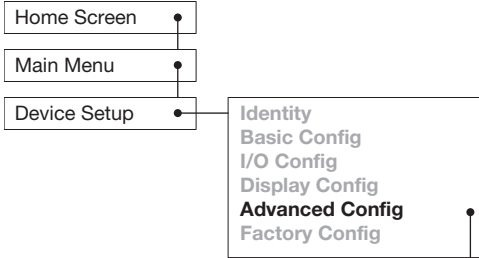 Home Screen
Main Menu
Device Setup
Identity
Basic Config
I/O Config
Display Config
Advanced Config
Factory Config